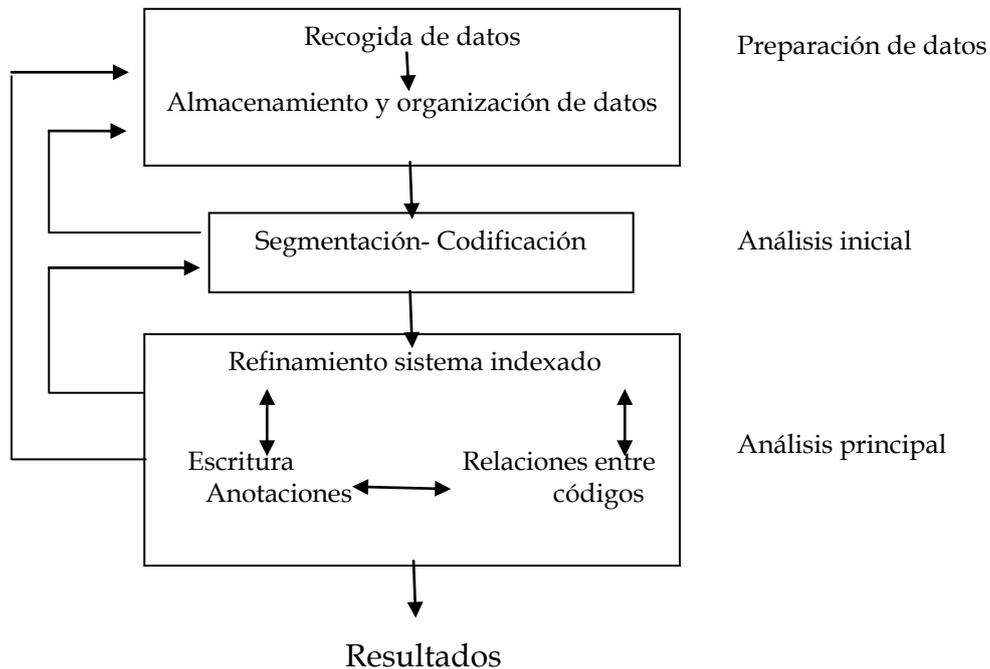 Recogida de datos
Preparación de datos
Almacenamiento y organización de datos
Segmentación- Codificación
Análisis inicial
Refinamiento sistema indexado
Análisis principal
Escritura
Anotaciones
Relaciones entre
códigos
Resultados